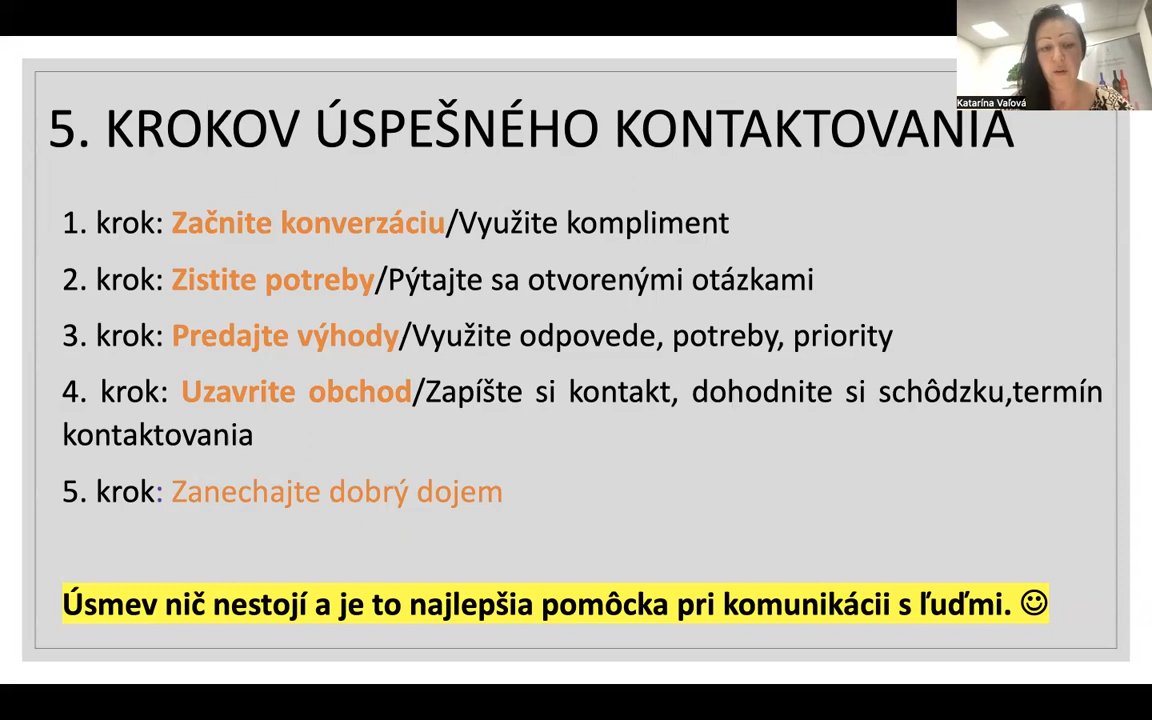 Katarína Vaľová
5. KROKOV ÚSPEŠNÉHO KONTAKTOVANIA
1. krok: Začnite konverzáciu/Využite kompliment
2. krok: Zistite potreby/Pýtajte sa otvorenými otázkami
3. krok: Predajte výhody/Využite odpovede, potreby, priority
4. krok: Uzavrite obchod/Zapíšte si kontakt, dohodnite si schôdzku,termín
kontaktovania
5. krok: Zanechajte dobrý dojem
Úsmev nič nestojí a je to najlepšia pomôcka pri komunikácii s ľuďmi. ☺